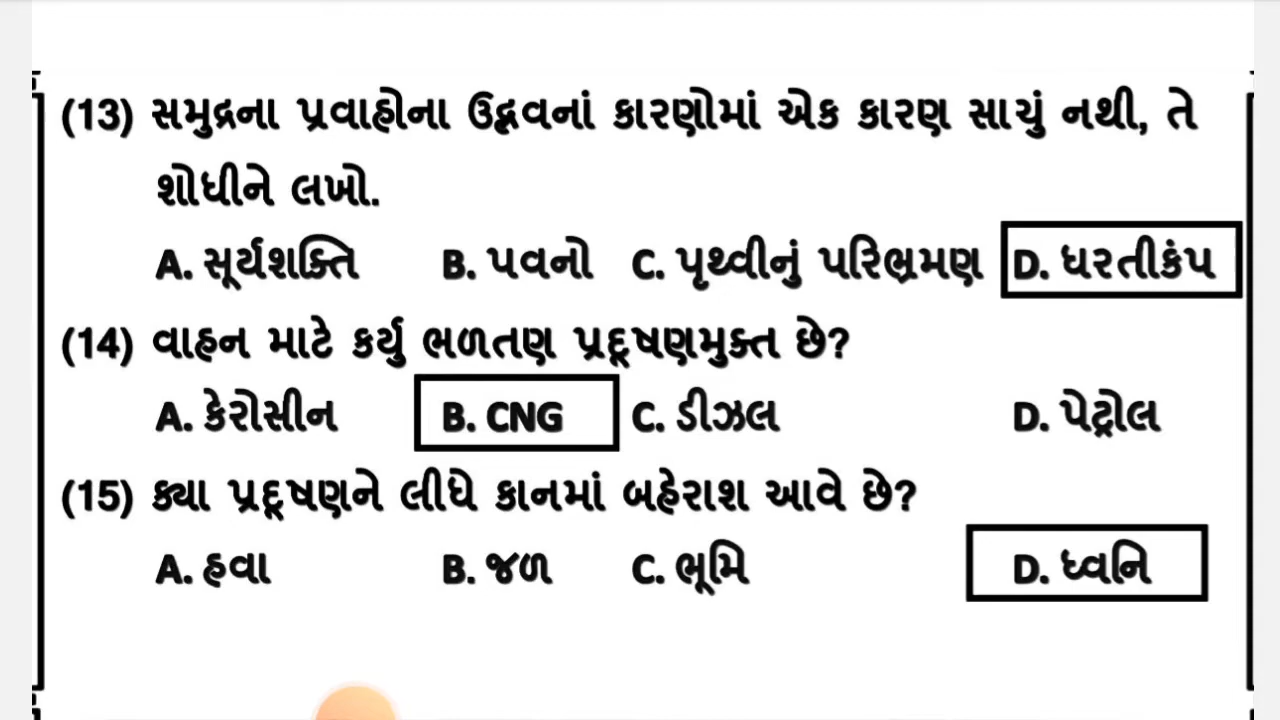 (13) સમુદ્રના પ્રવાહોના ઉદ્ભવનાં કારણોમાં એક કારણ સાચું નથી, તે
શોધીને લખો.
A. સૂર્યશક્તિ B. પવનો C. પૃથ્વીનું પરિભ્રમણ D. ધરતીકંપ
(14) વાહન માટે કર્યુ ભળતણ પ્રદૂષણમુક્ત છે?
A. કેરોસીન B. CNG C. ડીઝલ D. પેટ્રોલ
(15) ક્યા પ્રદૂષણને લીધે કાનમાં બહેરાશ આવે છે?
A. હવા B. જળ C. ભૂમિ D. ધ્વનિ